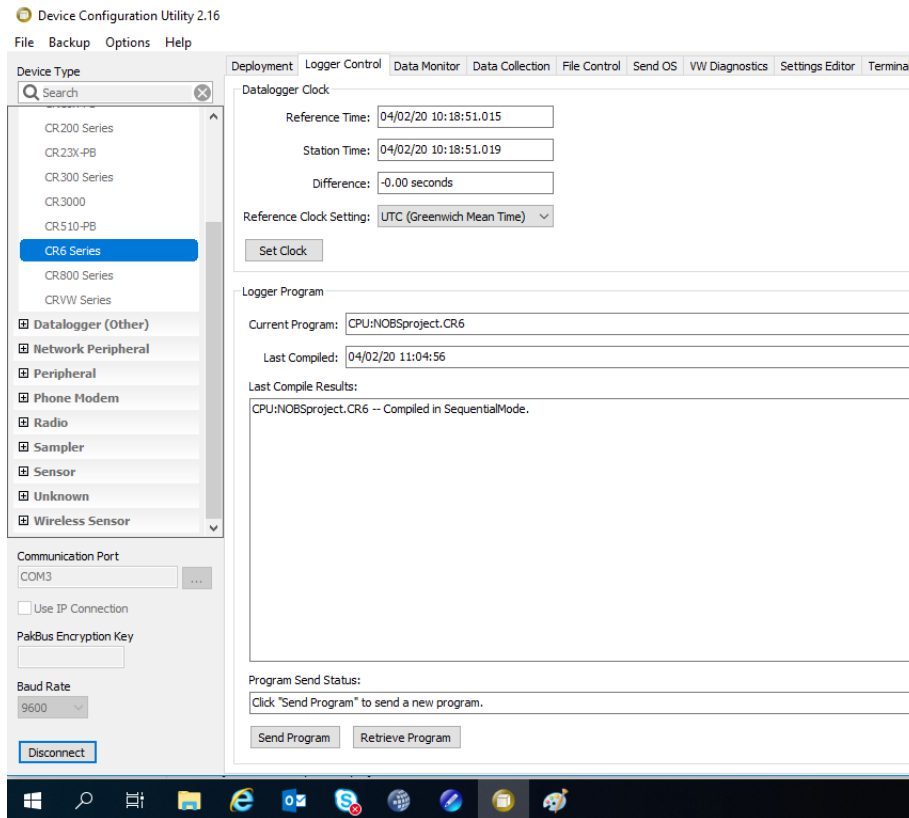 Device Configuration Utility 2.16
File Backup Options Help
Device Type
Search
CR200 Series
CR23X-PB
CR300 Series
CR3000
CR510-PB
CR6 Series
CR800 Series
CRVW Series
Datalogger (Other)
Network Peripheral
Peripheral
Phone Modem
Radio
Sampler
Sensor
Unknown
Wireless Sensor
Communication Port
COM3
...
Use IP Connection
PakBus Encryption Key
Baud Rate
9600
Disconnect
Deployment Logger Control Data Monitor Data Collection File Control Send OS VW Diagnostics Settings Editor Termina
Datalogger Clock
Reference Time: 04/02/20 10:18:51.015
Station Time: 04/02/20 10:18:51.019
Difference: -0.00 seconds
Reference Clock Setting: UTC (Greenwich Mean Time)
Set Clock
Logger Program
Current Program: CPU:NOBSproject.CR6
Last Compiled: 04/02/20 11:04:56
Last Compile Results:
CPU:NOBSproject.CR6 -- Compiled in SequentialMode.
Program Send Status:
Click "Send Program" to send a new program.
Send Program Retrieve Program